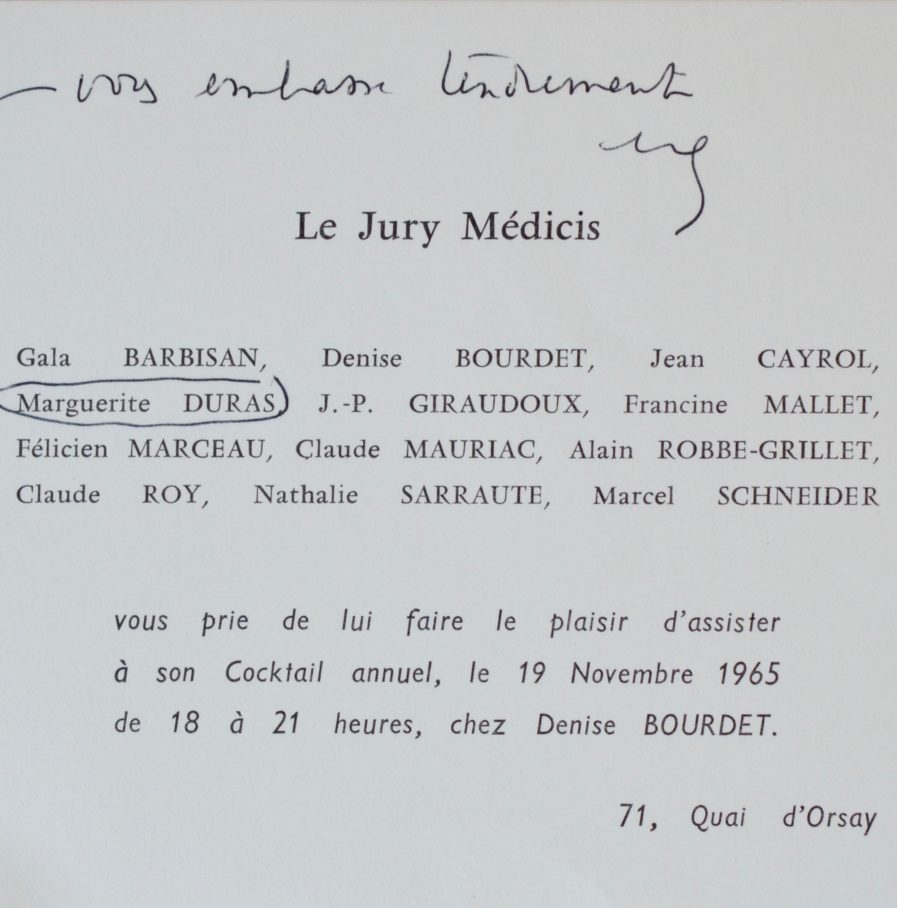 — vous embrasse tendrement
Le Jury Médicis
Gala BARBISAN, Denise BOURDET, Jean CAYROL,
Marguerite DURAS, J.-P. GIRAUDOUX, Francine MALLET,
Félicien MARCEAU, Claude MAURIAC, Alain ROBBE-GRILLET,
Claude ROY, Nathalie SARRAUTE, Marcel SCHNEIDER
vous prie de lui faire le plaisir d'assister
à son Cocktail annuel, le 19 Novembre 1965
de 18 à 21 heures, chez Denise BOURDET.
71, Quai d'Orsay